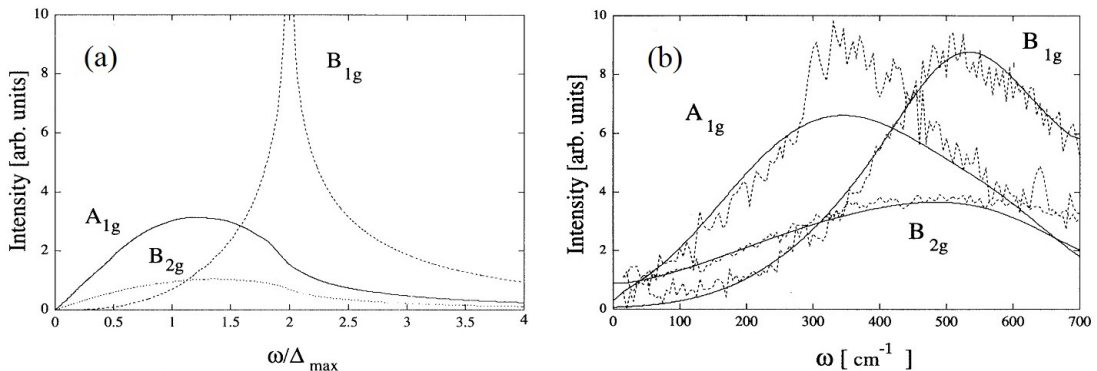 (a)
Intensity [arb. units]
10
8
6
4
2
0
B1g
A1g
B2g
0 0.5 1 1.5 2 2.5 3 3.5 4
ω/Δmax
(b)
Intensity [arb. units]
10
8
6
4
2
0
B1g
A1g
B2g
0 100 200 300 400 500 600 700
ω [ cm-1 ]